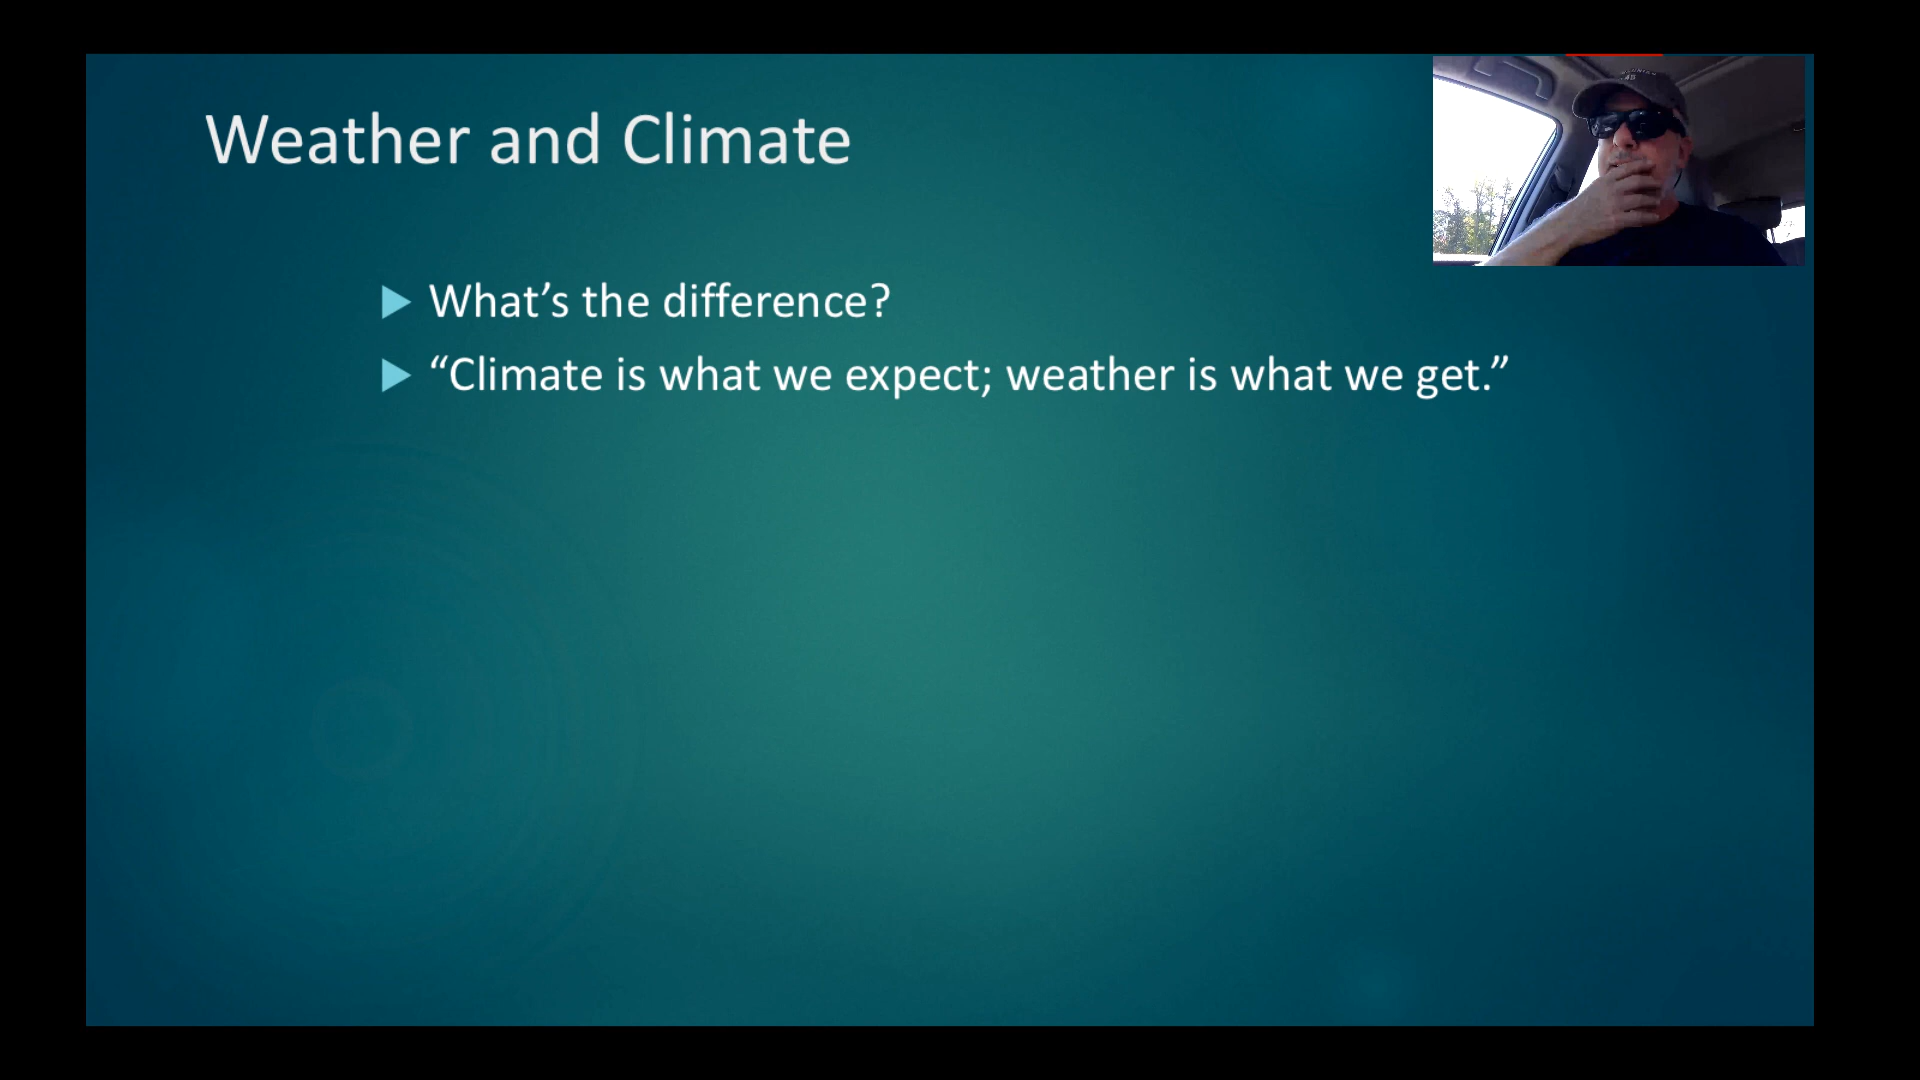 Weather and Climate
What’s the difference?
“Climate is what we expect; weather is what we get.”